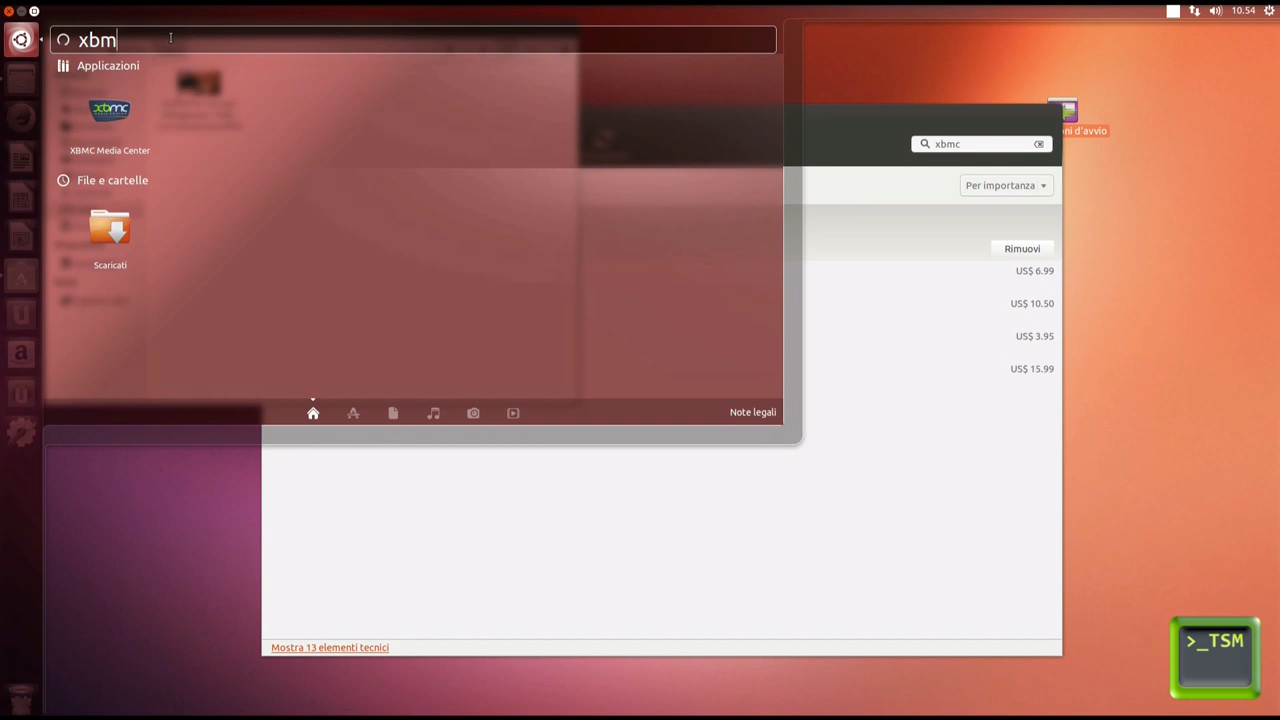 10.54
xbm
Applicazioni
xbmc
XBMC Media Center
File e cartelle
Scaricati
Note legali
ni d'avvio
xbmc
Per importanza
Rimuovi
US$ 6.99
US$ 10.50
US$ 3.95
US$ 15.99
Mostra 13 elementi tecnici
>_TSM